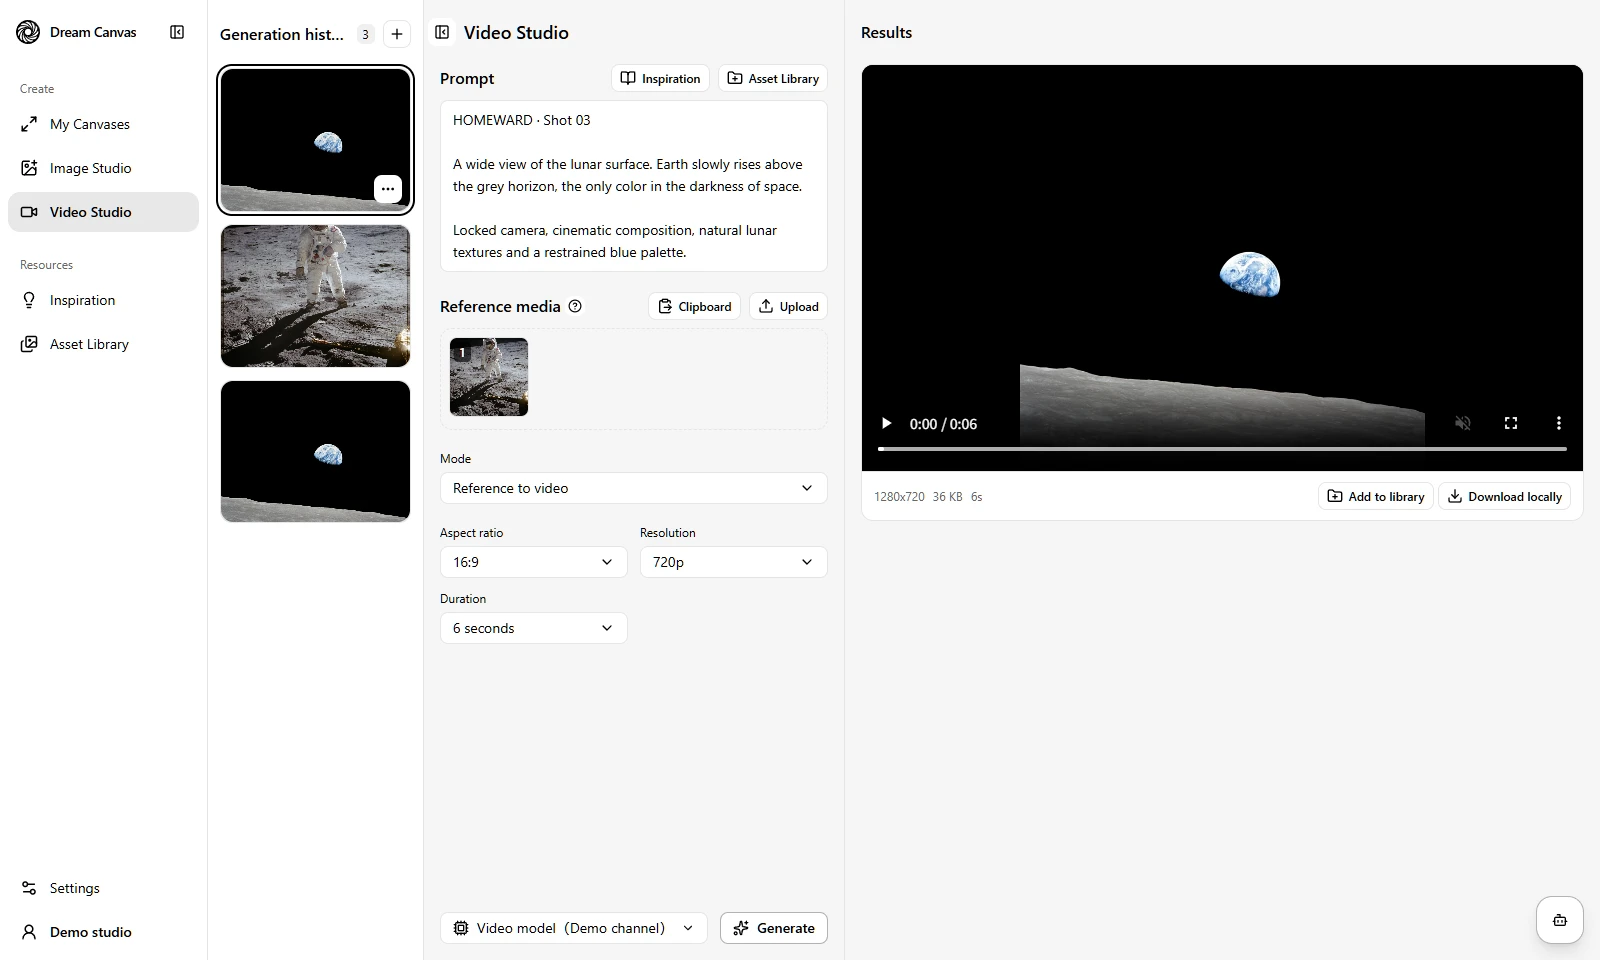 Dream Canvas
Create
My Canvases
Image Studio
Video Studio
Resources
Inspiration
Asset Library
Settings
Demo studio
Generation hist... 3
Video Studio
Prompt
Inspiration
Asset Library
HOMEWARD · Shot 03
A wide view of the lunar surface. Earth slowly rises above
the grey horizon, the only color in the darkness of space.
Locked camera, cinematic composition, natural lunar
textures and a restrained blue palette.
Reference media
Clipboard
Upload
1
Mode
Reference to video
Aspect ratio
Resolution
16:9
720p
Duration
6 seconds
Video model (Demo channel)
Generate
Results
0:00 / 0:06
1280x720 36 KB 6s
Add to library
Download locally